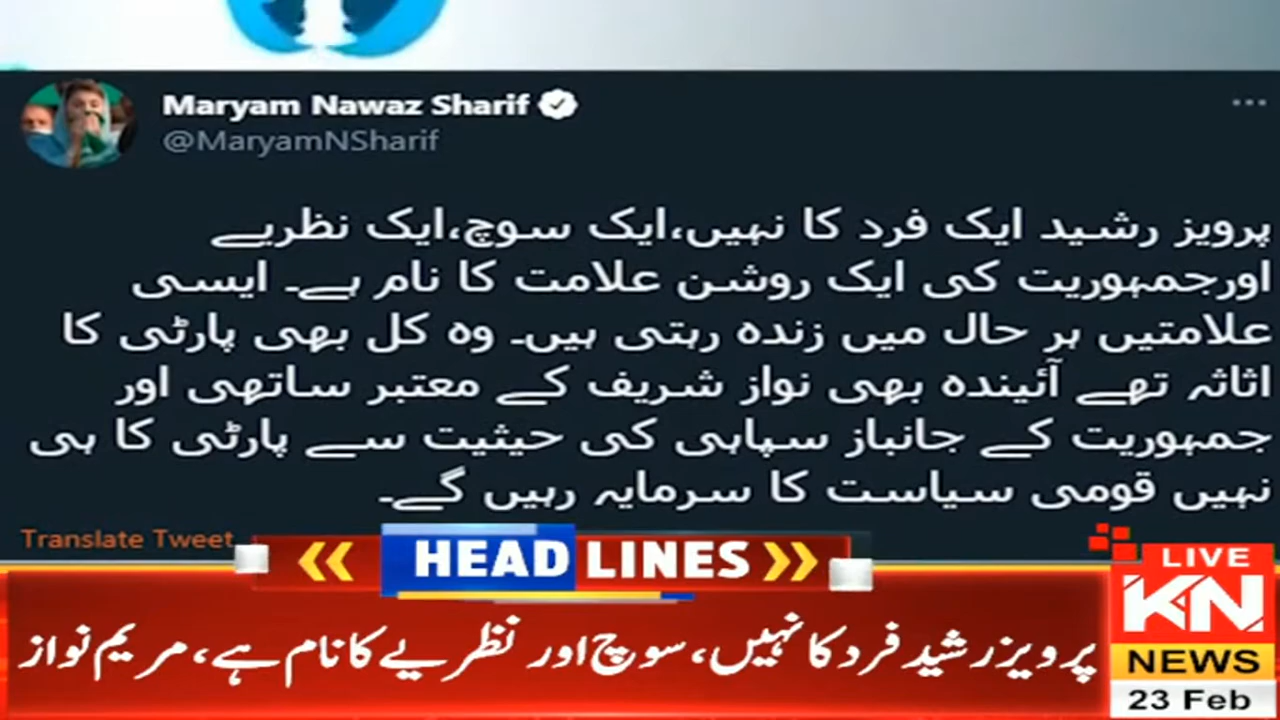 Maryam Nawaz Sharif
@MaryamNSharif
پرویز رشید ایک فرد کا نہیں،ایک سوچ،ایک نظریے
اورجمہوریت کی ایک روشن علامت کا نام ہے۔ ایسی
علامتیں ہر حال میں زندہ رہتی ہیں۔ وہ کل بھی پارٹی کا
اثاثہ تھے آئیندہ بھی نواز شریف کے معتبر ساتھی اور
جمہوریت کے جانباز سپاہی کی حیثیت سے پارٹی کا ہی
نہیں قومی سیاست کا سرمایہ رہیں گے۔
Translate Tweet
HEAD LINES
LIVE
KN
NEWS
23 Feb
پرویز رشید فرد کا نہیں، سوچ اور نظریے کا نام ہے، مریم نواز